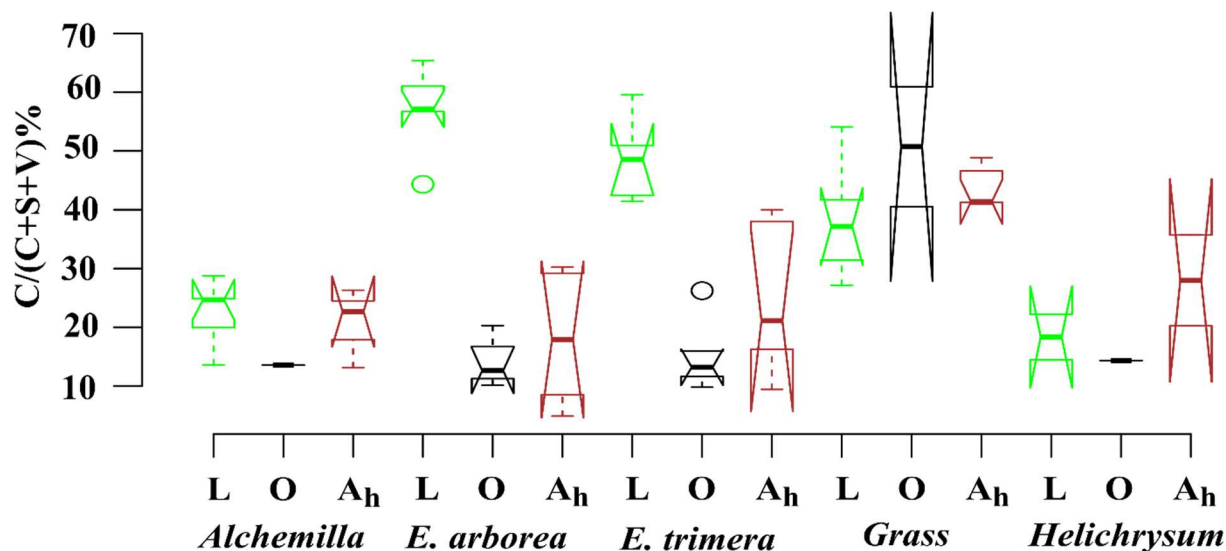 C/(C+S+V)%
70
60
50
40
30
20
10
L O Ah L O Ah L O Ah L O Ah L O Ah
Alchemilla E. arborea E. trimera Grass Helichrysum